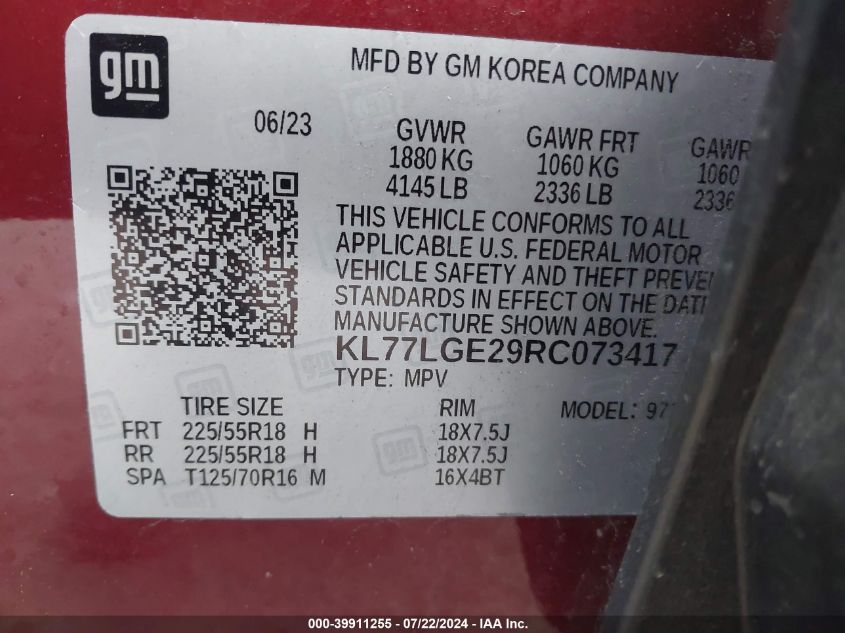 gm
MFD BY GM KOREA COMPANY
06/23 GVWR GAWR FRT GAWR
1880 KG 1060 KG 1060
4145 LB 2336 LB 2336
THIS VEHICLE CONFORMS TO ALL
APPLICABLE U.S. FEDERAL MOTOR
VEHICLE SAFETY AND THEFT PREVE
STANDARDS IN EFFECT ON THE DAT
MANUFACTURE SHOWN ABOVE.
KL77LGE29RC073417
TYPE: MPV
TIRE SIZE RIM MODEL:
FRT 225/55R18 H 18X7.5J
RR 225/55R18 H 18X7.5J
SPA T125/70R16 M 16X4BT
000-39911255 - 07/22/2024 - IAA Inc.